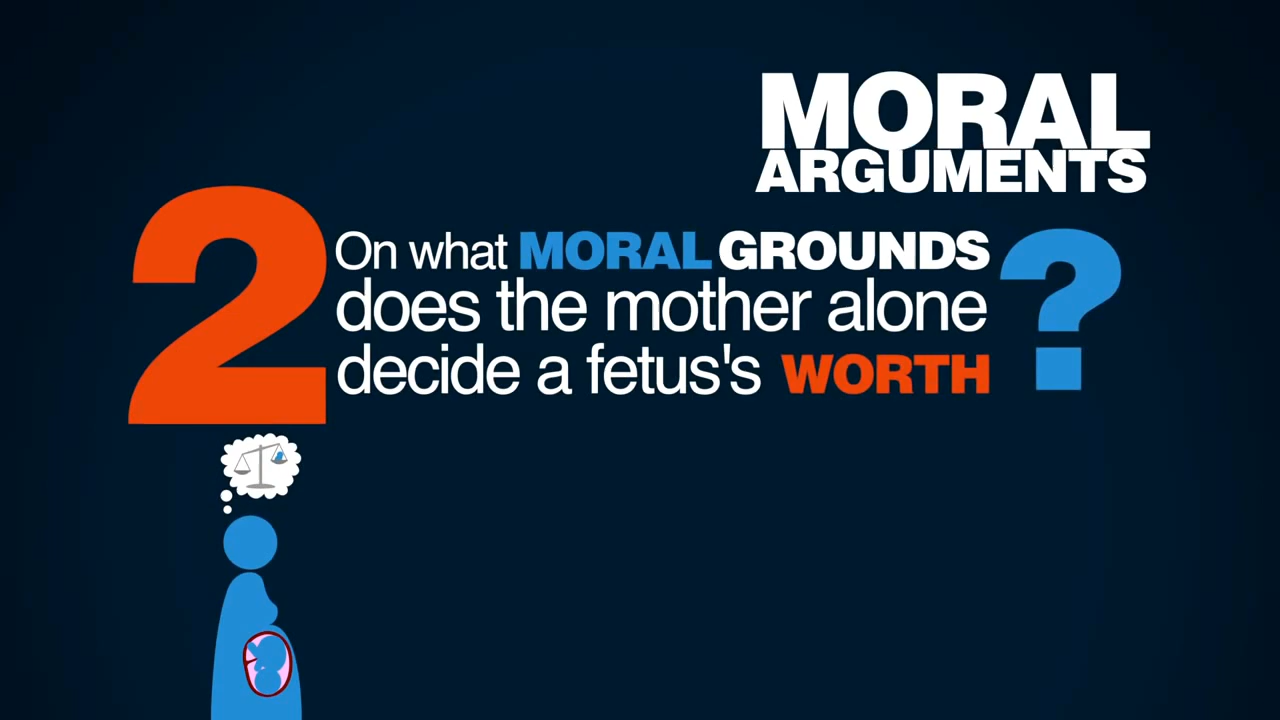 MORAL
ARGUMENTS
2
On what MORAL GROUNDS
does the mother alone
decide a fetus's WORTH ?